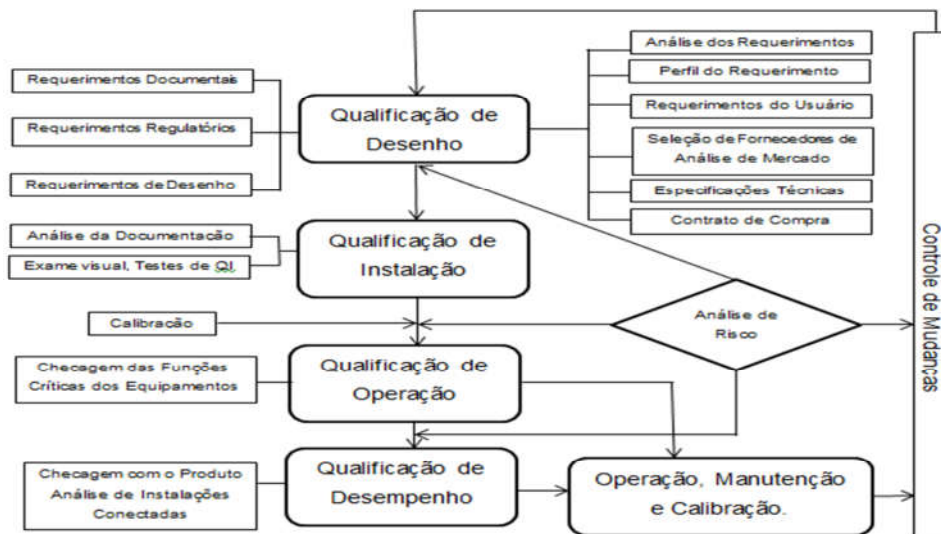 Análise dos Requerimentos
Perfil do Requerimento
Requerimentos do Usuário
Seleção de Fornecedores de
Análise de Mercado
Especificações Técnicas
Contrato de Compra
Requerimentos Documentais
Requerimentos Regulatórios
Requerimentos de Desenho
Qualificação de
Desenho
Análise da Documentação
Exame visual, Testes de QI
Qualificação de
Instalação
Calibração
Análise de
Risco
Controle de Mudanças
Checagem das Funções
Críticas dos Equipamentos
Qualificação de
Operação
Checagem com o Produto
Análise de Instalações
Conectadas
Qualificação de
Desempenho
Operação, Manutenção
e Calibração.